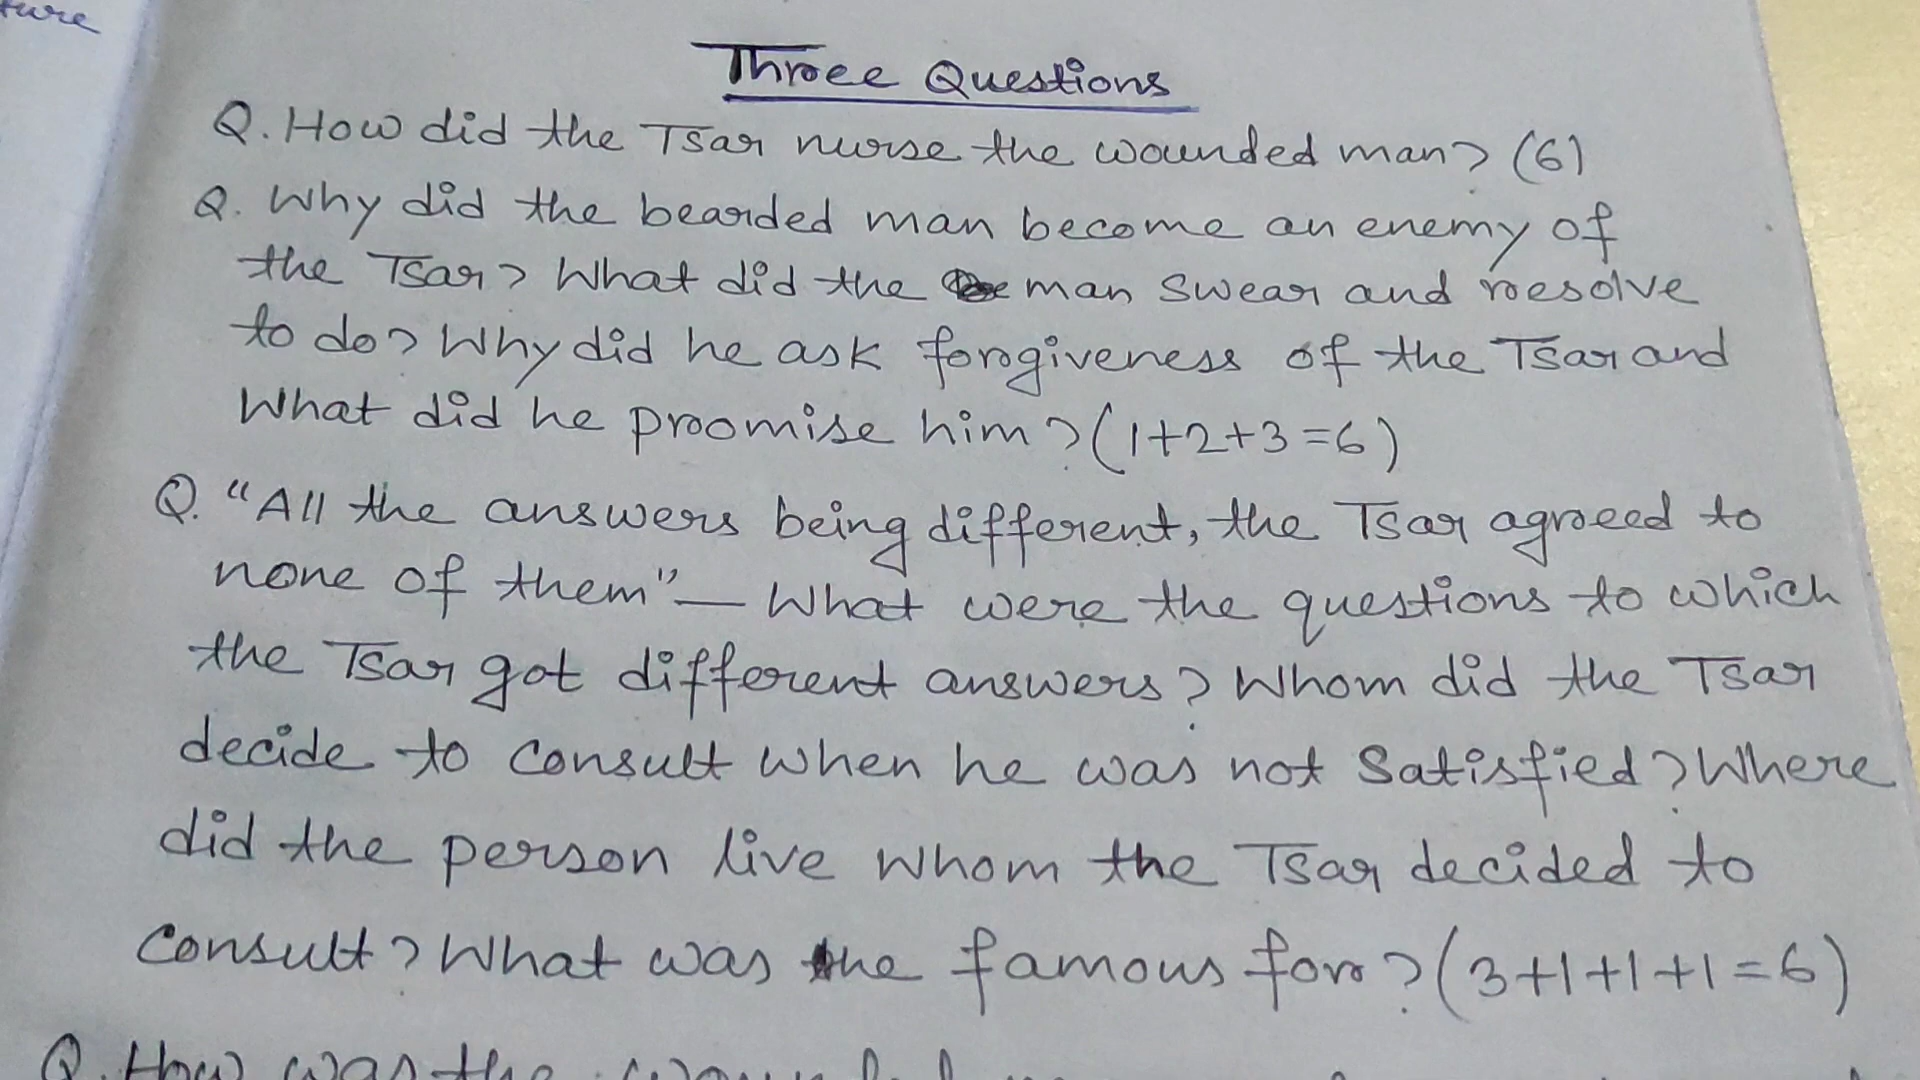 ture
Three Questions
Q. How did the Tsar nurse the wounded man? (6)
Q. Why did the bearded man become an enemy of
the Tsar? What did the man swear and resolve
to do? Why did he ask forgiveness of the Tsar and
What did he promise him? (1+2+3=6)
Q. "All the answers being different, the Tsar agreed to
none of them" — What were the questions to which
the Tsar got different answers? Whom did the Tsar
decide to consult when he was not satisfied? Where
did the person live whom the Tsar decided to
consult? What was he famous for? (3+1+1+1=6)
Q. How was the